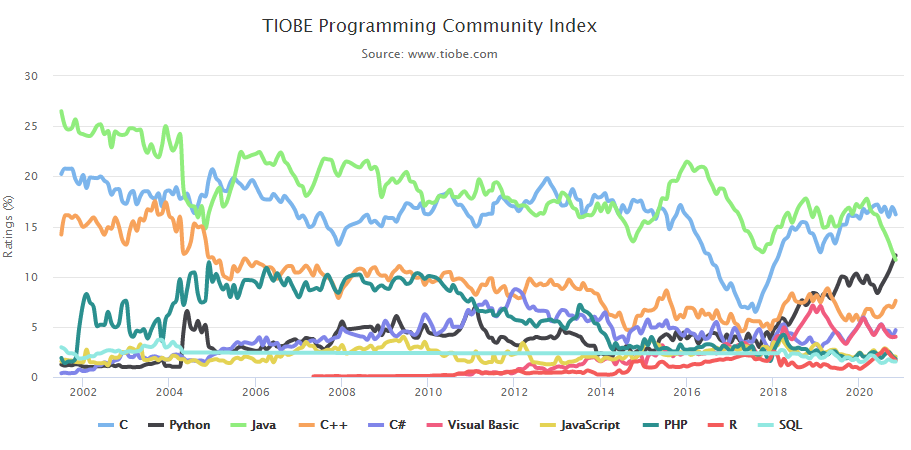 TIOBE Programming Community Index
Source: www.tiobe.com
Ratings (%)
30
25
20
15
10
5
0
2002 2004 2006 2008 2010 2012 2014 2016 2018 2020
C Python Java C++ C# Visual Basic JavaScript PHP R SQL